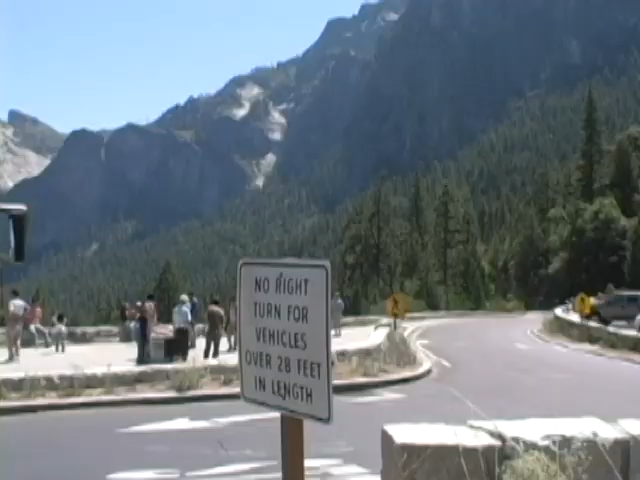 NO RIGHT
TURN FOR
VEHICLES
OVER 28 FEET
IN LENGTH